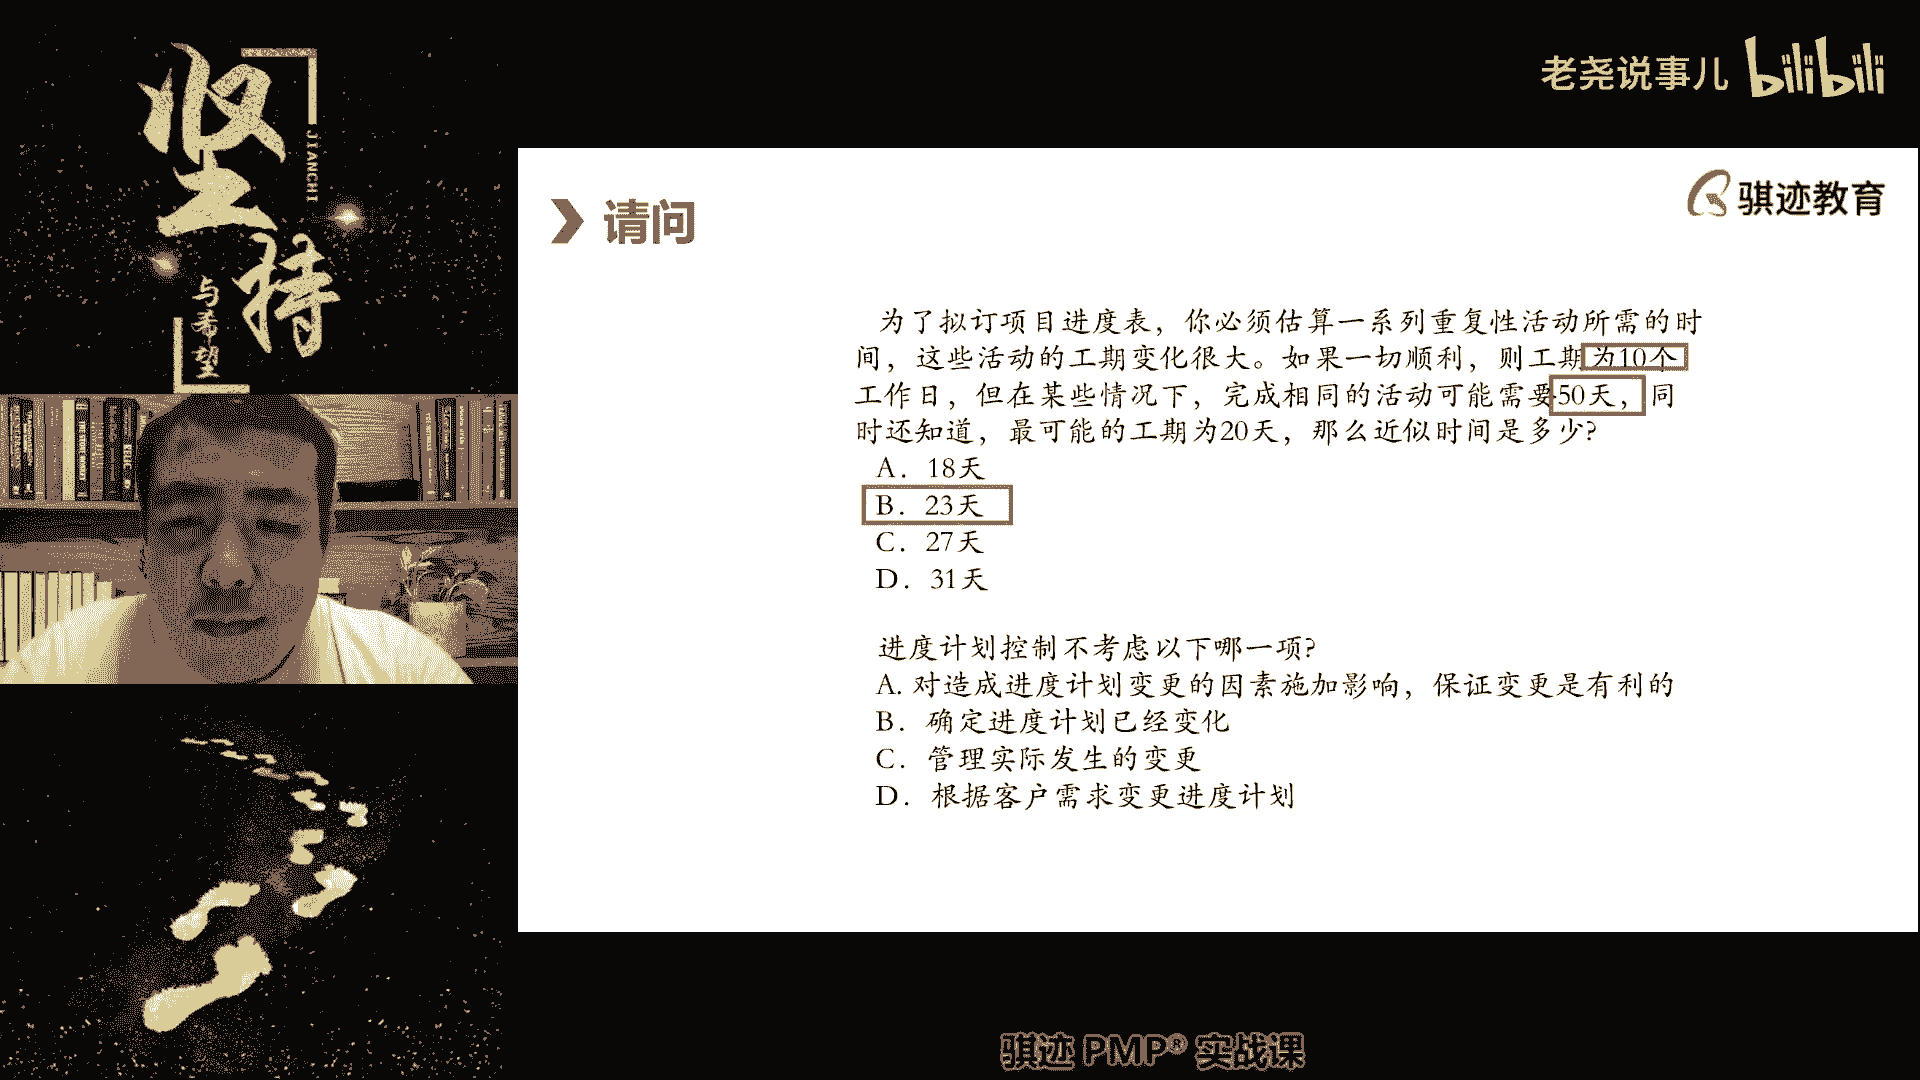 坚持
JIANCHI
与希望
老尧说事儿 bilibili
骐迹教育
请问
为了拟订项目进度表，你必须估算一系列重复性活动所需的时
间，这些活动的工期变化很大。如果一切顺利，则工期为10个
工作日，但在某些情况下，完成相同的活动可能需要50天，同
时还知道，最可能的工期为20天，那么近似时间是多少?
A．18天
B．23天
C．27天
D．31天
进度计划控制不考虑以下哪一项?
A. 对造成进度计划变更的因素施加影响，保证变更是有利的
B．确定进度计划已经变化
C．管理实际发生的变更
D．根据客户需求变更进度计划
骐迹 PMP® 实战课